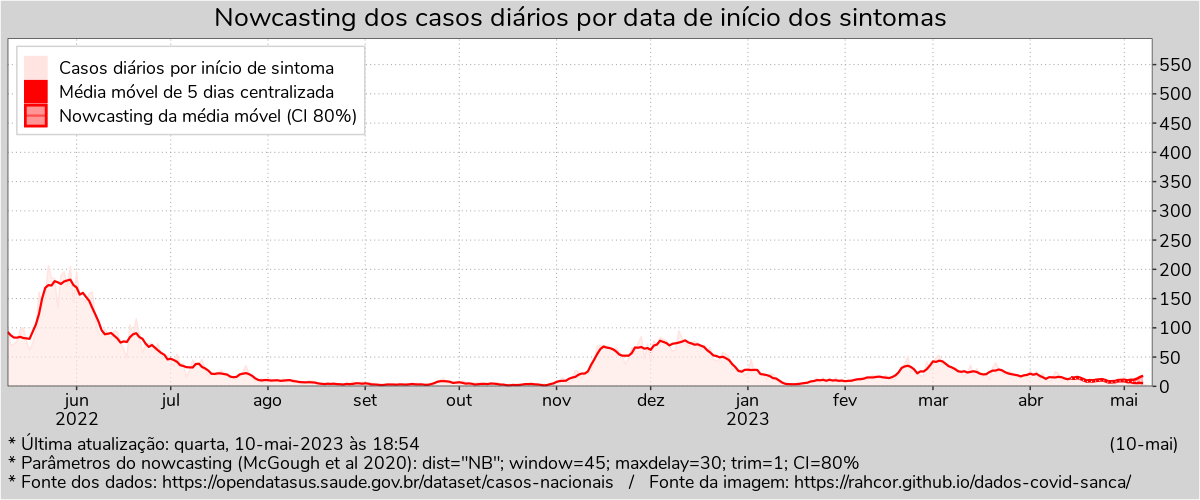 Nowcasting dos casos diários por data de início dos sintomas
Casos diários por início de sintoma
Média móvel de 5 dias centralizada
Nowcasting da média móvel (CI 80%)
550
500
450
400
350
300
250
200
150
100
50
0
jun jul ago set out nov dez jan fev mar abr mai
2022 2023
* Última atualização: quarta, 10-mai-2023 às 18:54 (10-mai)
* Parâmetros do nowcasting (McGough et al 2020): dist="NB"; window=45; maxdelay=30; trim=1; CI=80%
* Fonte dos dados: https://opendatasus.saude.gov.br/dataset/casos-nacionais / Fonte da imagem: https://rahcor.github.io/dados-covid-sanca/